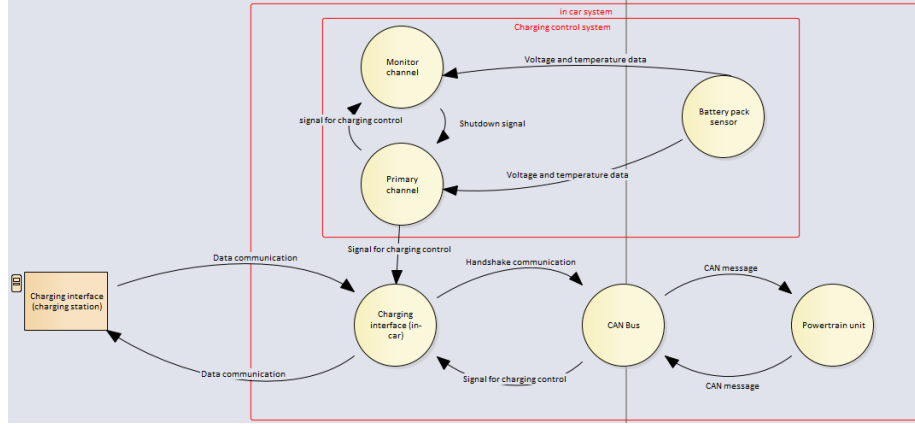 in car system
Charging control system
Monitor
channel
Voltage and temperature data
signal for charging control
Shutdown signal
Battery pack
sensor
Primary
channel
Voltage and temperature data
Signal for charging control
Data communication
Handshake communication
CAN message
Charging interface
(charging station)
Charging
interface (in-
car)
CAN Bus
Powertrain unit
Data communication
Signal for charging control
CAN message